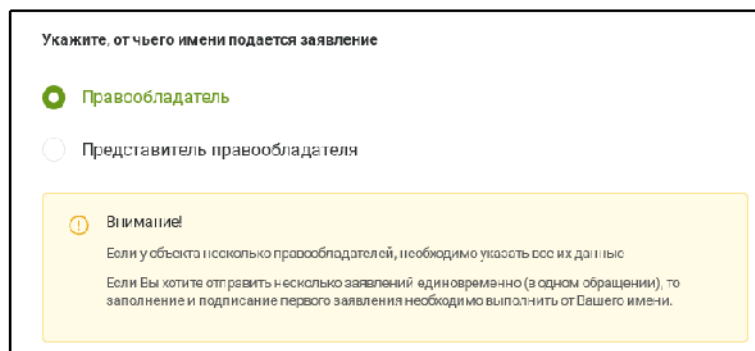 Укажите, от чьего имени подается заявление
Правообладатель
Представитель правообладателя
Внимание!
Если у объекта несколько правообладателей, необходимо указать все их данные
Если Вы хотите отправить несколько заявлений единовременно (в одном обращении), то
заполнение и подписание первого заявления необходимо выполнить от Вашего имени.